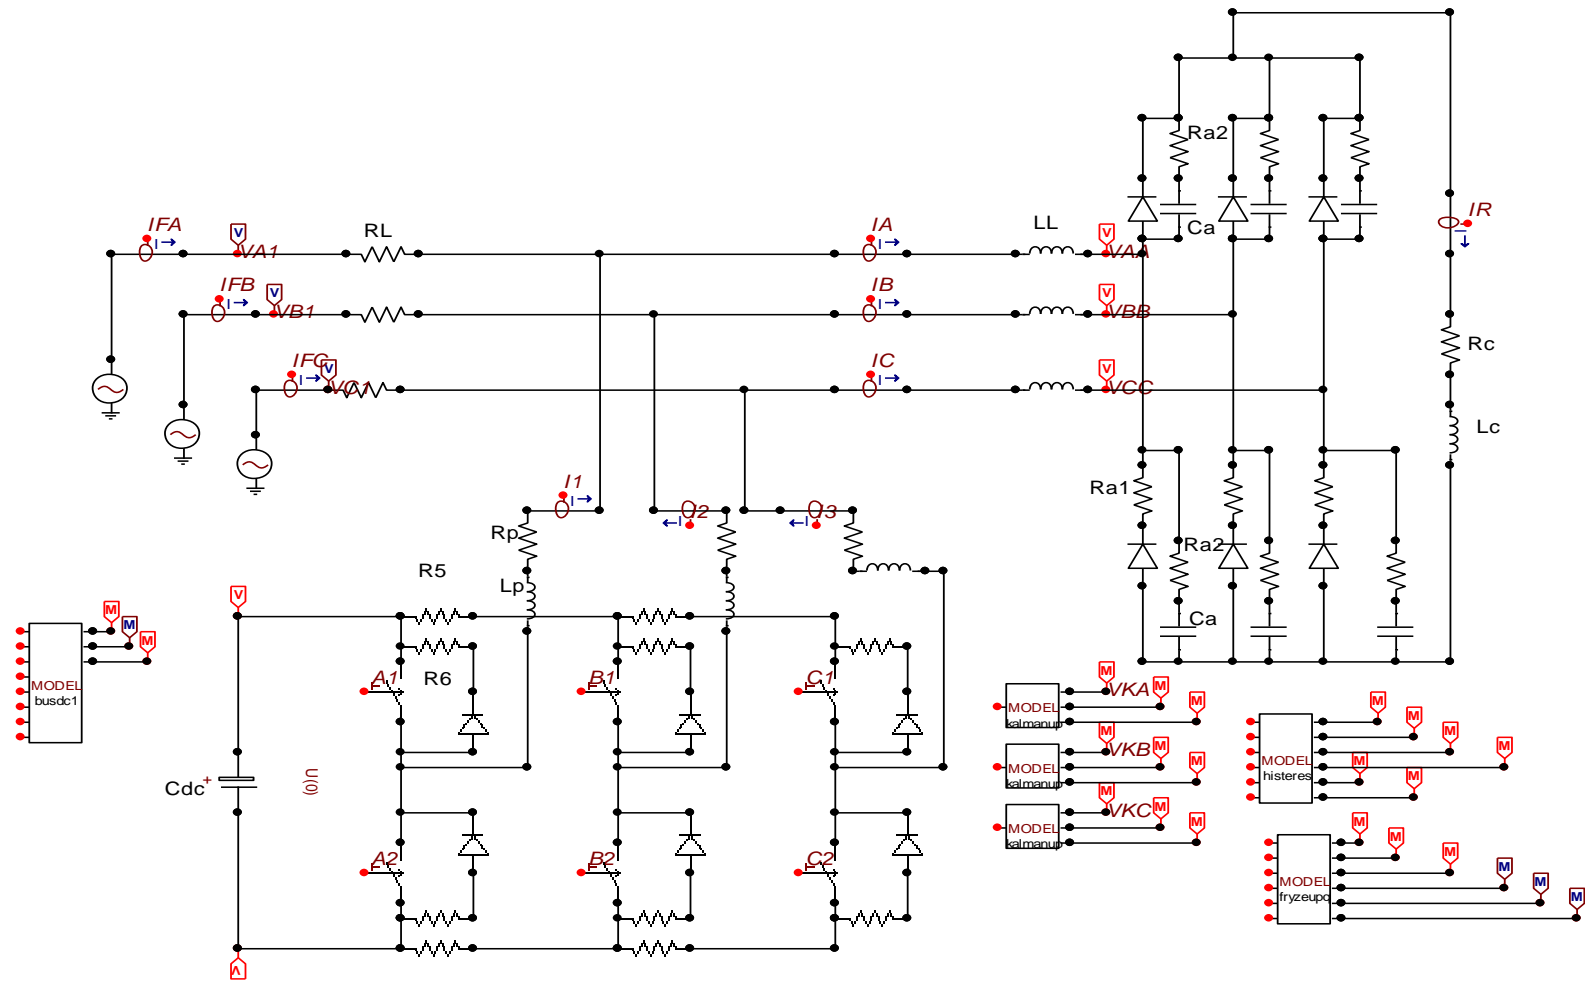 Ra2
IFA
V
VA1
RL
IA
LL
V
VAA
Ca
IR
IFB
V
VB1
IB
V
VBB
IFC
V
VC1
IC
V
VCC
Rc
Lc
I1
Rp
I2
I3
Ra1
Ra2
R5
Lp
V
M
M
M
MODEL
busdc1
Ca
A1
R6
B1
C1
M
VKA
M
M
MODEL
kalmanup
M
VKB
M
M
MODEL
kalmanup
M
VKC
M
M
MODEL
kalmanup
M
M
M
M
M
M
MODEL
histeres
Cdc
+
U(0)
A2
B2
C2
M
M
M
M
M
M
MODEL
fryzeupq
V